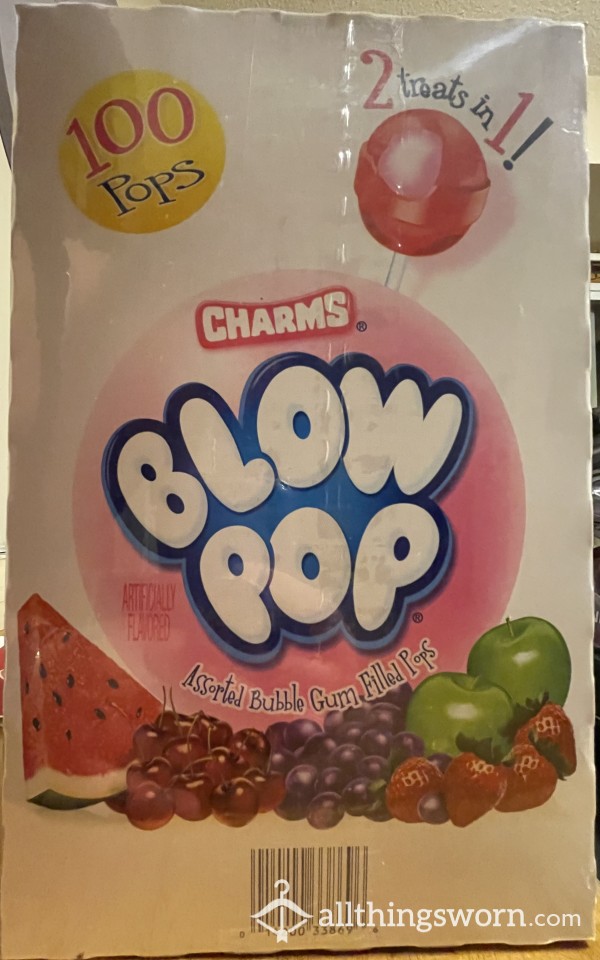 100
Pops
2 treats in 1!
CHARMS®
BLOW
POP®
ARTIFICIALLY
FLAVORED
Assorted Bubble Gum Filled Pops
allthingsworn.com